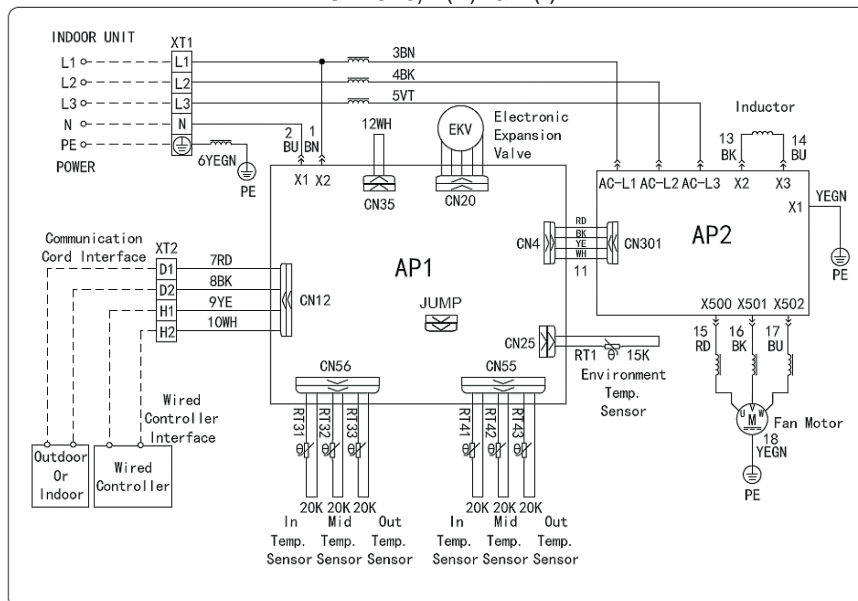 INDOOR UNIT
XT1
L1
L1
L2
L2
L3
L3
N
N
PE
POWER
6YEGN
PE
3BN
4BK
5VT
2
BU
1
BN
12WH
EKV
Electronic
Expansion
Valve
Inductor
13
BK
14
BU
X1
X2
CN35
CN20
AC-L1
AC-L2
AC-L3
X2
X3
X1
YEGN
PE
AP2
RD
BK
YE
WH
CN4
CN301
11
AP1
Communication
Cord Interface
XT2
D1
D2
H1
H2
7RD
8BK
9YE
10WH
CN12
JUMP
CN25
RT1
θ
15K
Environment
Temp.
Sensor
X500
X501
X502
15
RD
16
BK
17
BU
U
V
W
M
Fan Motor
18
YEGN
PE
CN56
CN55
RT31
RT32
RT33
θ
θ
θ
RT41
RT42
RT43
θ
θ
θ
20K
20K
20K
20K
20K
20K
In
Temp.
Sensor
Mid
Temp.
Sensor
Out
Temp.
Sensor
In
Temp.
Sensor
Mid
Temp.
Sensor
Out
Temp.
Sensor
Wired
Controller
Interface
Outdoor
Or
Indoor
Wired
Controller